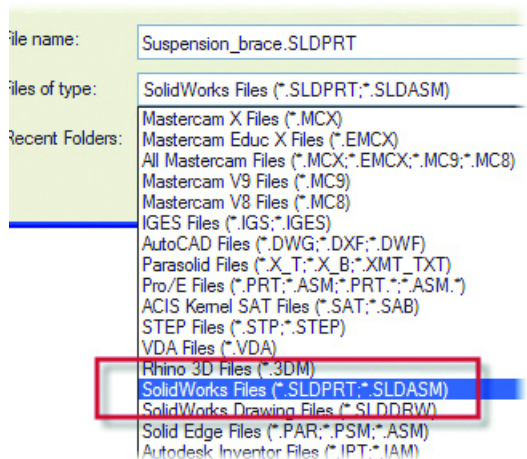 File name: Suspension_brace.SLDPRT
Files of type: SolidWorks Files (*.SLDPRT;*.SLDASM)
Recent Folders:
Mastercam X Files (*.MCX)
Mastercam Educ X Files (*.EMCX)
All Mastercam Files (*.MCX;*.EMCX;*.MC9;*.MC8)
Mastercam V9 Files (*.MC9)
Mastercam V8 Files (*.MC8)
IGES Files (*.IGS;*.IGES)
AutoCAD Files (*.DWG;*.DXF;*.DWF)
Parasolid Files (*.X_T;*.X_B;*.XMT_TXT)
Pro/E Files (*.PRT;*.ASM;*.PRT.*;*.ASM.*)
ACIS Kernel SAT Files (*.SAT;*.SAB)
STEP Files (*.STP;*.STEP)
VDA Files (*.VDA)
Rhino 3D Files (*.3DM)
SolidWorks Files (*.SLDPRT;*.SLDASM)
SolidWorks Drawing Files (*.SLDDRW)
Solid Edge Files (*.PAR;*.PSM;*.ASM)
Autodesk Inventor Files (*.IPT;*.IAM)